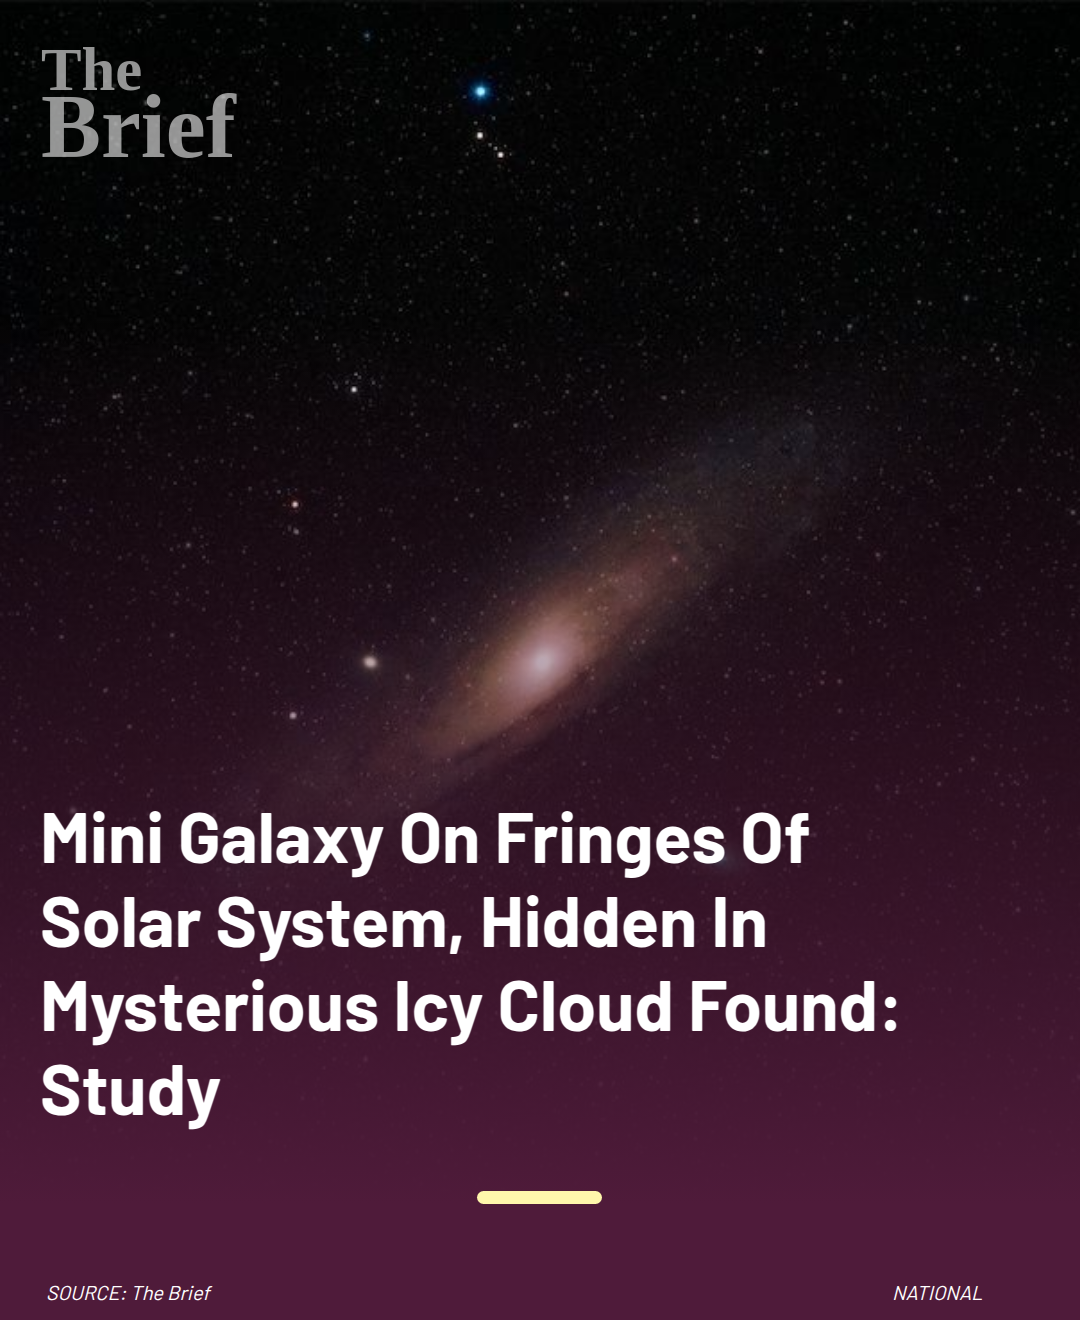 The
Brief
Mini Galaxy On Fringes Of
Solar System, Hidden In
Mysterious Icy Cloud Found:
Study
SOURCE: The Brief
NATIONAL